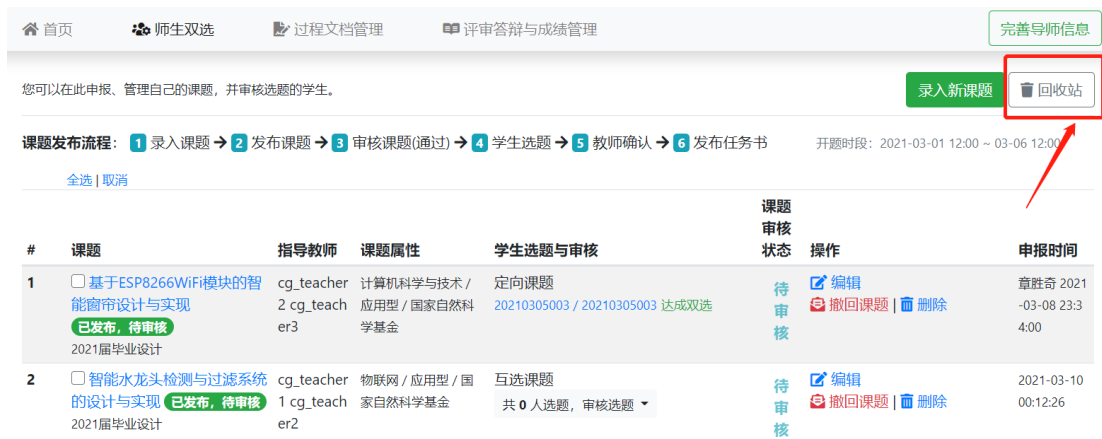 首页 师生双选 过程文档管理 评审答辩与成绩管理 完善导师信息
您可以在此申报、管理自己的课题，并审核选题的学生。 录入新课题 回收站
课题发布流程： 1 录入课题 → 2 发布课题 → 3 审核课题(通过) → 4 学生选题 → 5 教师确认 → 6 发布任务书 开题时段：2021-03-01 12:00 ~ 03-06 12:00
全选 | 取消
# 课题 指导教师 课题属性 学生选题与审核 课题审核状态 操作 申报时间
1 基于ESP8266WiFi模块的智 cg_teacher 计算机科学与技术 / 定向课题 待 编辑 章胜奇 2021
能窗帘设计与实现 2 cg_teach 应用型 / 国家自然科 20210305003 / 20210305003 达成双选 审 撤回课题 | 删除 -03-08 23:3
已发布，待审核 er3 学基金 核 4:00
2021届毕业设计
2 智能水龙头检测与过滤系统 cg_teacher 物联网 / 应用型 / 国 互选课题 待 编辑 2021-03-10
的设计与实现 已发布，待审核 1 cg_teach 家自然科学基金 共 0 人选题，审核选题 审 撤回课题 | 删除 00:12:26
2021届毕业设计 er2 核